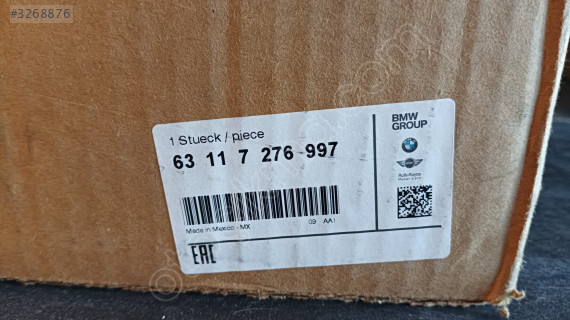 #3268876
1 Stueck / piece
63 11 7 276 997
Made in Mexico - MX
09 AA1
EAC
BMW
GROUP